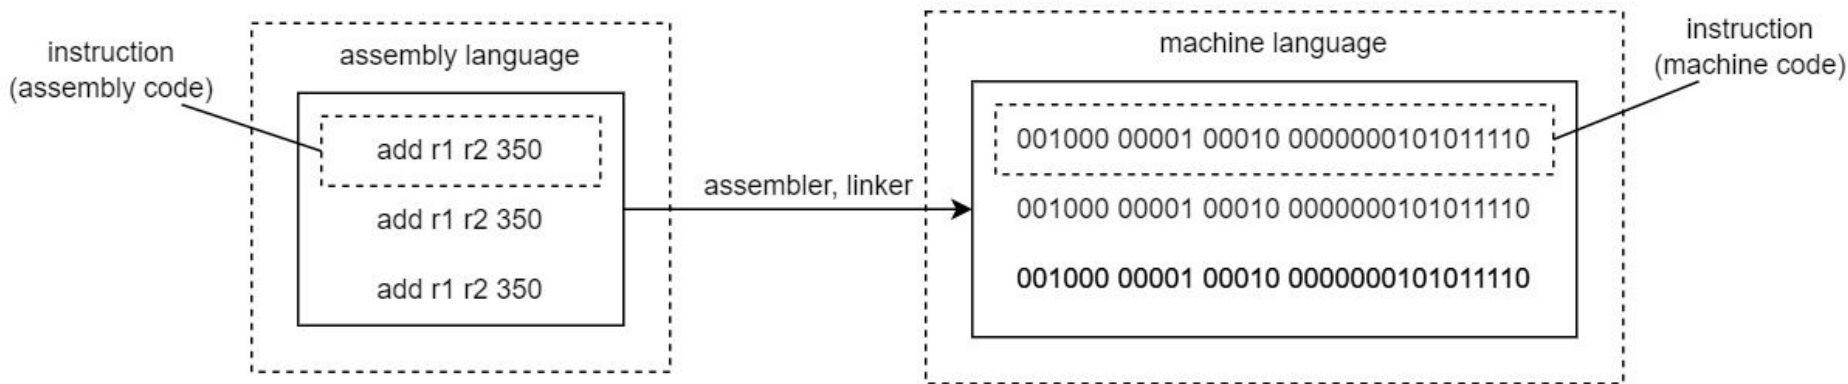 instruction
(assembly code)
assembly language
add r1 r2 350
add r1 r2 350
add r1 r2 350
assembler, linker
machine language
001000 00001 00010 0000000101011110
001000 00001 00010 0000000101011110
001000 00001 00010 0000000101011110
instruction
(machine code)